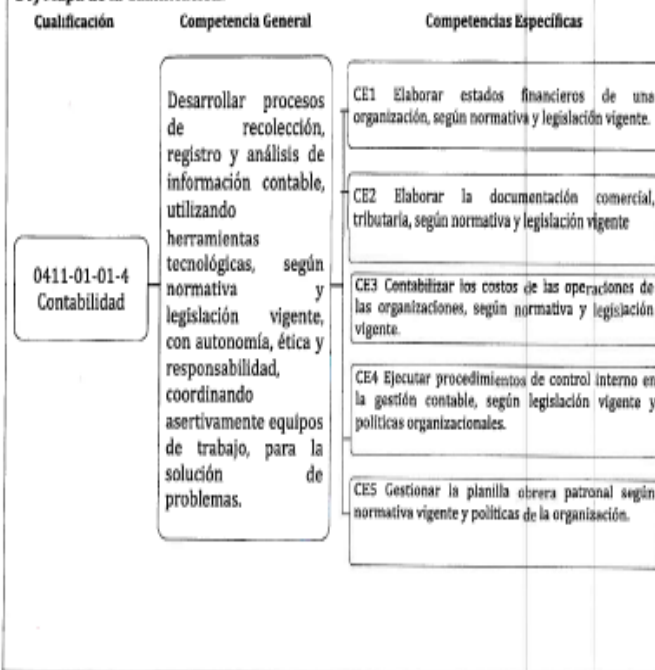 Cualificación
Competencia General
Competencias Específicas
0411-01-01-4
Contabilidad
Desarrollar procesos
de recolección,
registro y análisis de
información contable,
utilizando
herramientas
tecnológicas, según
normativa y
legislación vigente,
con autonomía, ética y
responsabilidad,
coordinando
asertivamente equipos
de trabajo, para la
solución de
problemas.
CE1 Elaborar estados financieros de una
organización, según normativa y legislación vigente.
CE2 Elaborar la documentación comercial,
tributaria, según normativa y legislación vigente
CE3 Contabilizar los costos de las operaciones de
las organizaciones, según normativa y legislación
vigente.
CE4 Ejecutar procedimientos de control interno en
la gestión contable, según legislación vigente y
políticas organizacionales.
CE5 Gestionar la planilla obrera patronal según
normativa vigente y políticas de la organización.